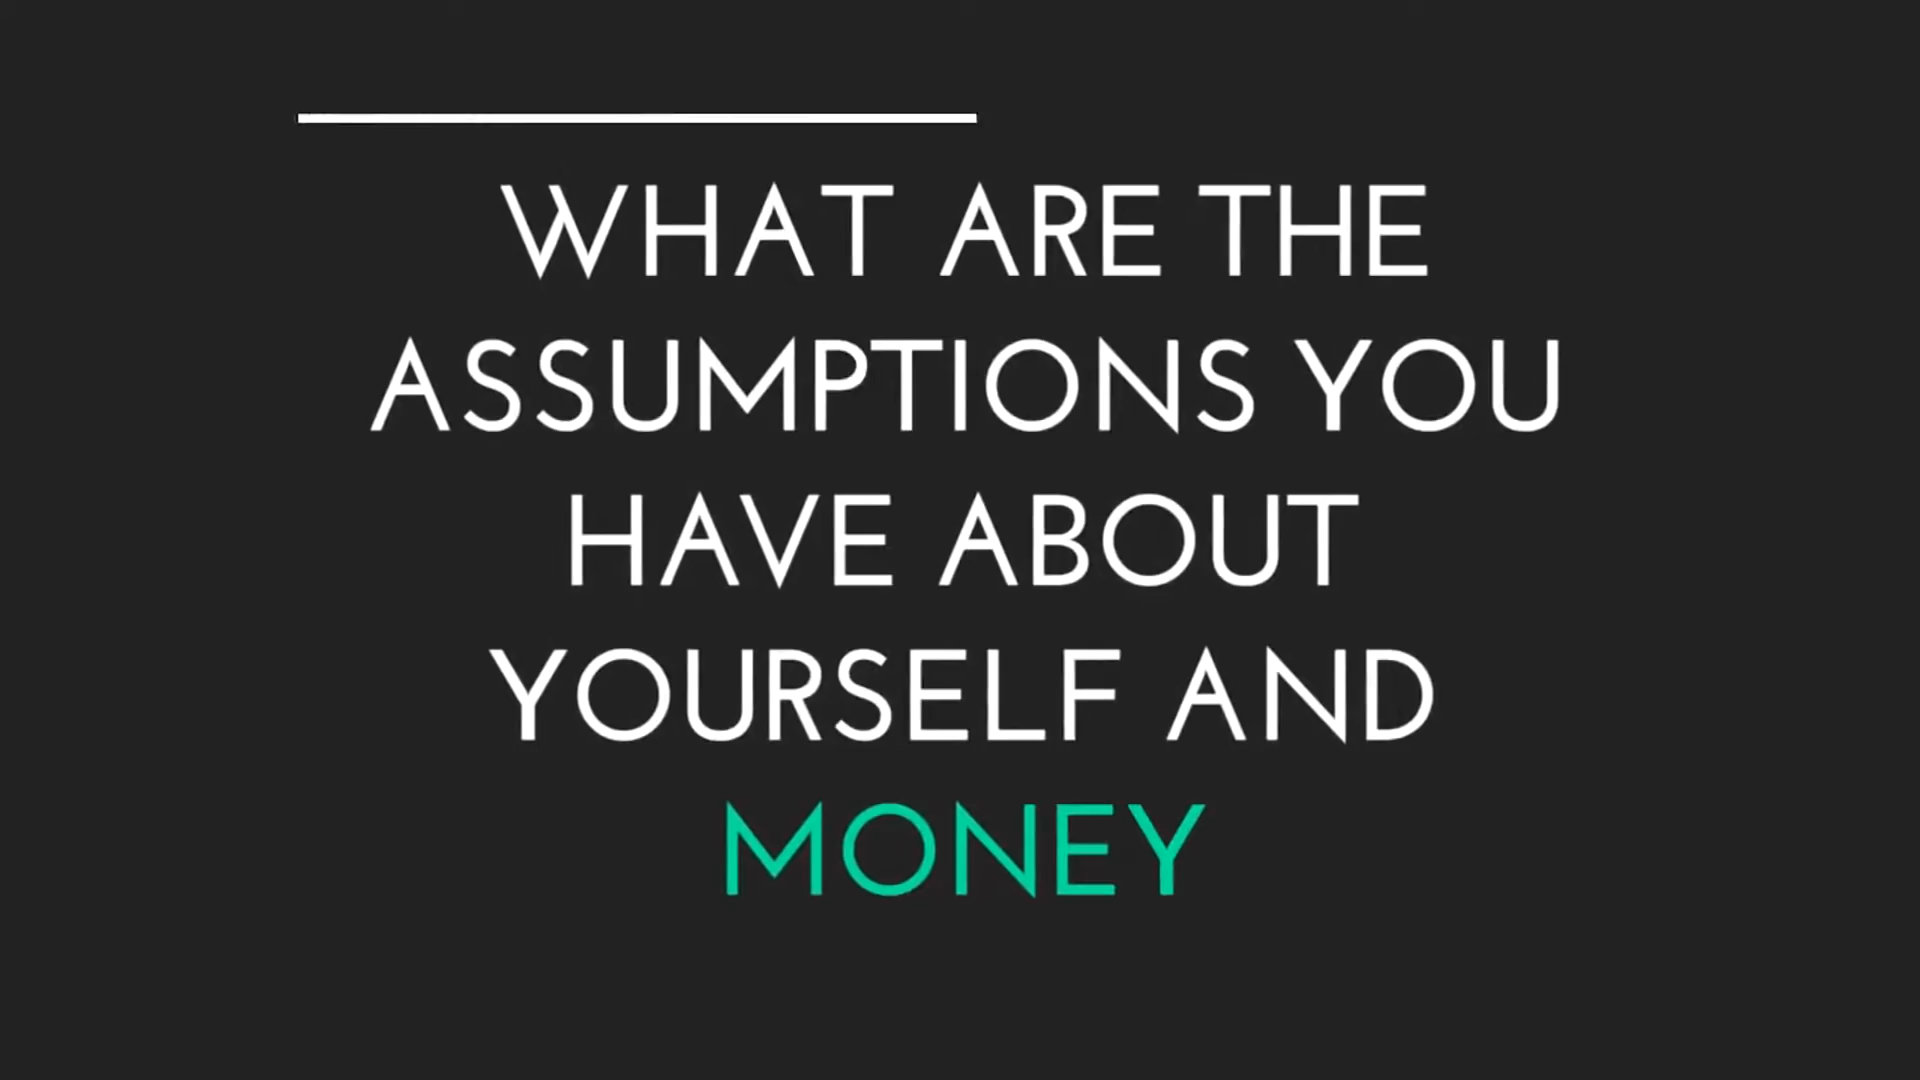 WHAT ARE THE
ASSUMPTIONS YOU
HAVE ABOUT
YOURSELF AND
MONEY